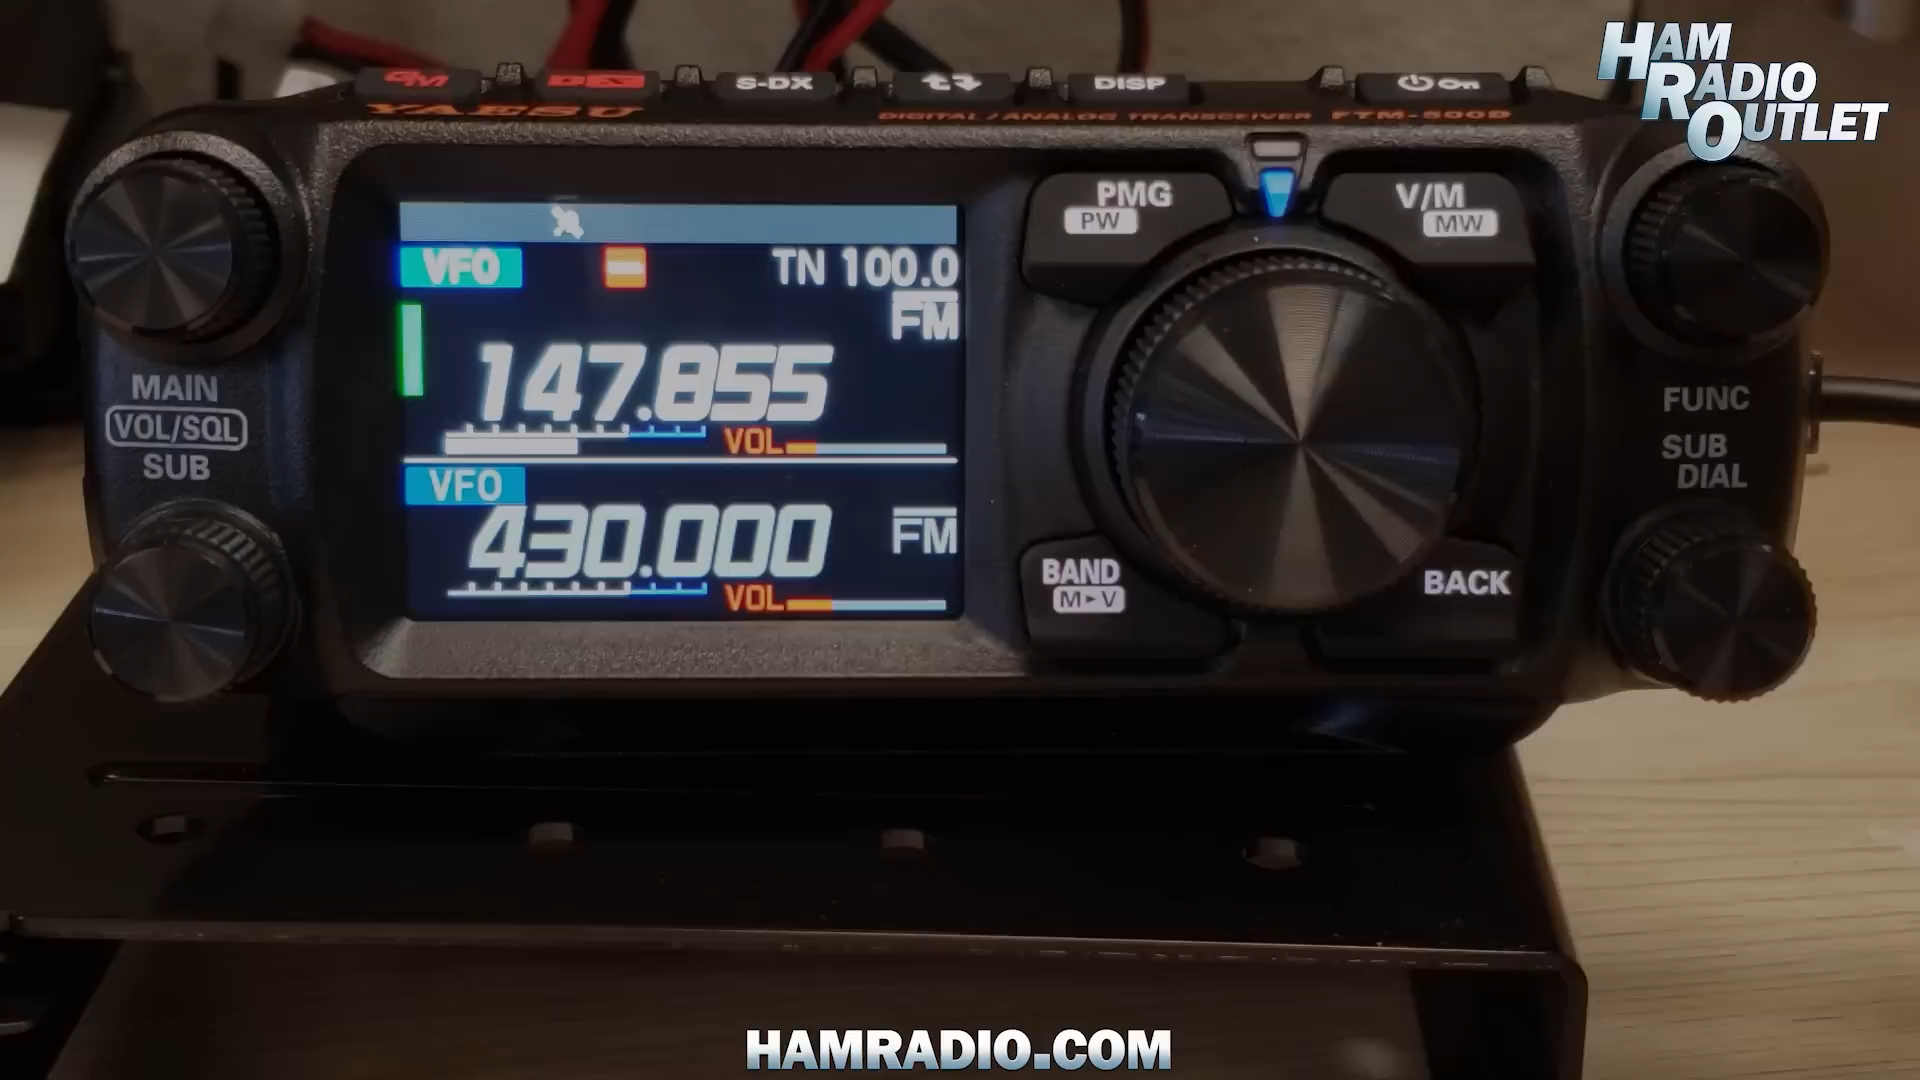 HAM
RADIO
OUTLET
GM
D X
S-DX
DISP
On
YAESU
DIGITAL / ANALOG TRANSCEIVER FTM-500D
PMG
PW
V/M
MW
VFO
TN 100.0
FM
147.855
VOL
VFO
430.000
FM
VOL
MAIN
VOL/SQL
SUB
FUNC
SUB
DIAL
BAND
M►V
BACK
HAMRADIO.COM